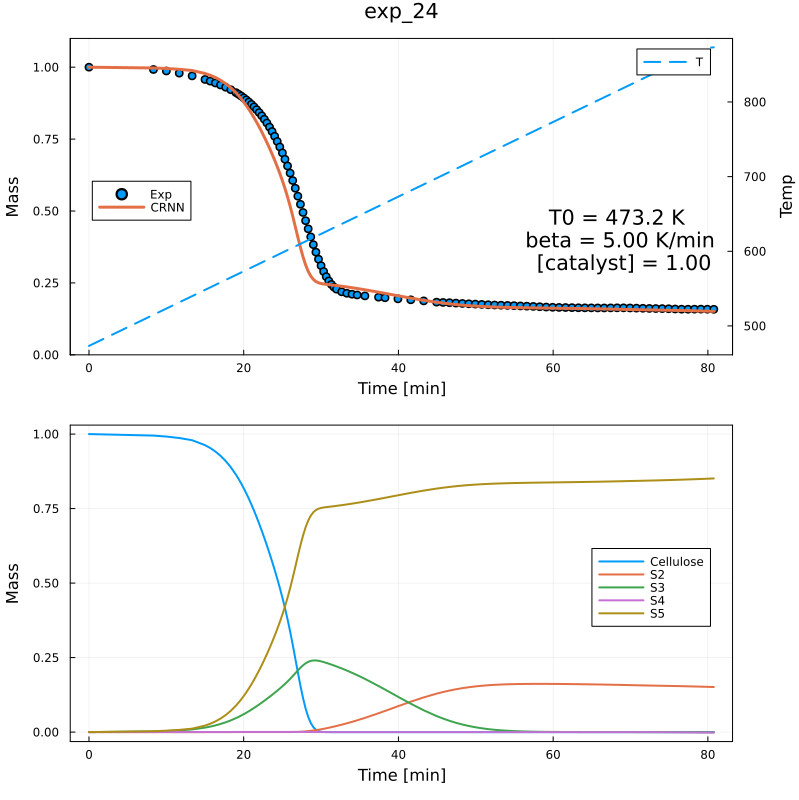 exp_24
1.00
0.75
0.50
0.25
0.00
Mass
Exp
CRNN
T
T0 = 473.2 K
beta = 5.00 K/min
[catalyst] = 1.00
800
700
600
500
Temp
0 20 40 60 80
Time [min]
1.00
0.75
0.50
0.25
0.00
Mass
Cellulose
S2
S3
S4
S5
0 20 40 60 80
Time [min]